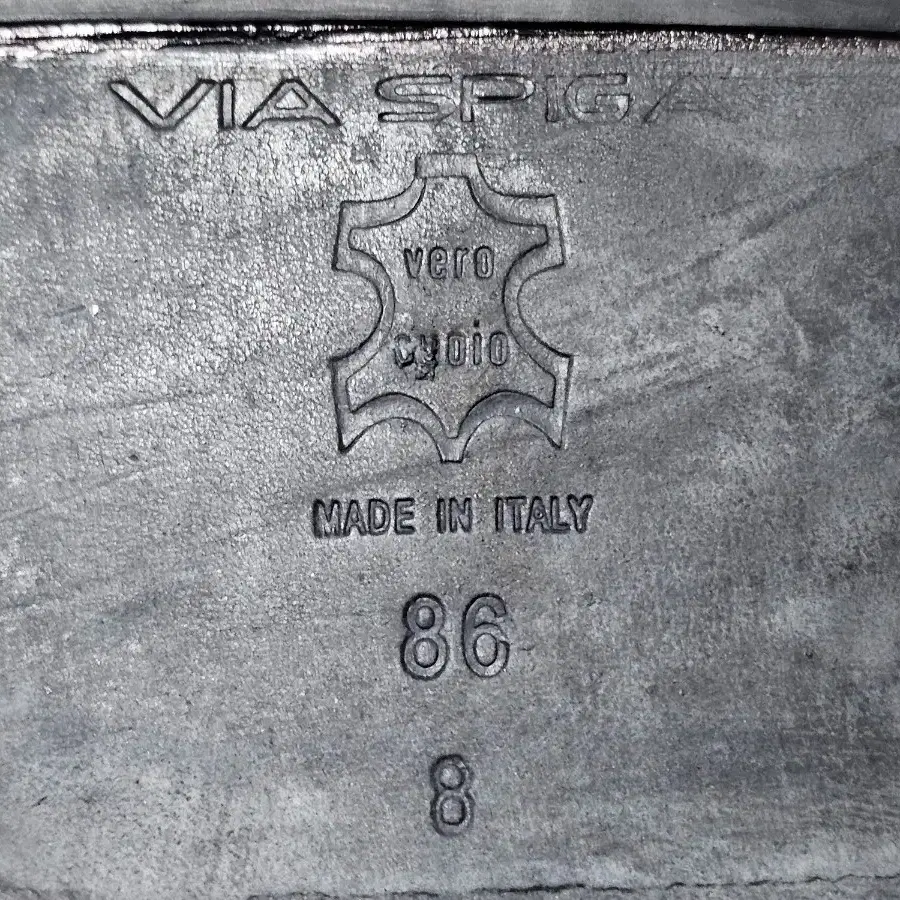 VIA SPIGA
vero
cuoio
MADE IN ITALY
86
8